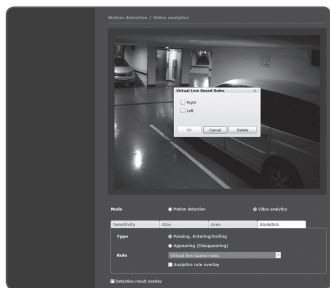 Motion detection / Video analytics
Virtual Line Based Rules
Right
Left
OK Cancel Delete
Mode Motion detection Video analytics
Sensitivity Size Area Analytics
Type Passing, Entering/Exiting
Appearing (Disappearing)
Rule Virtual line based rules
Analytics rule overlay
Detection result overlay